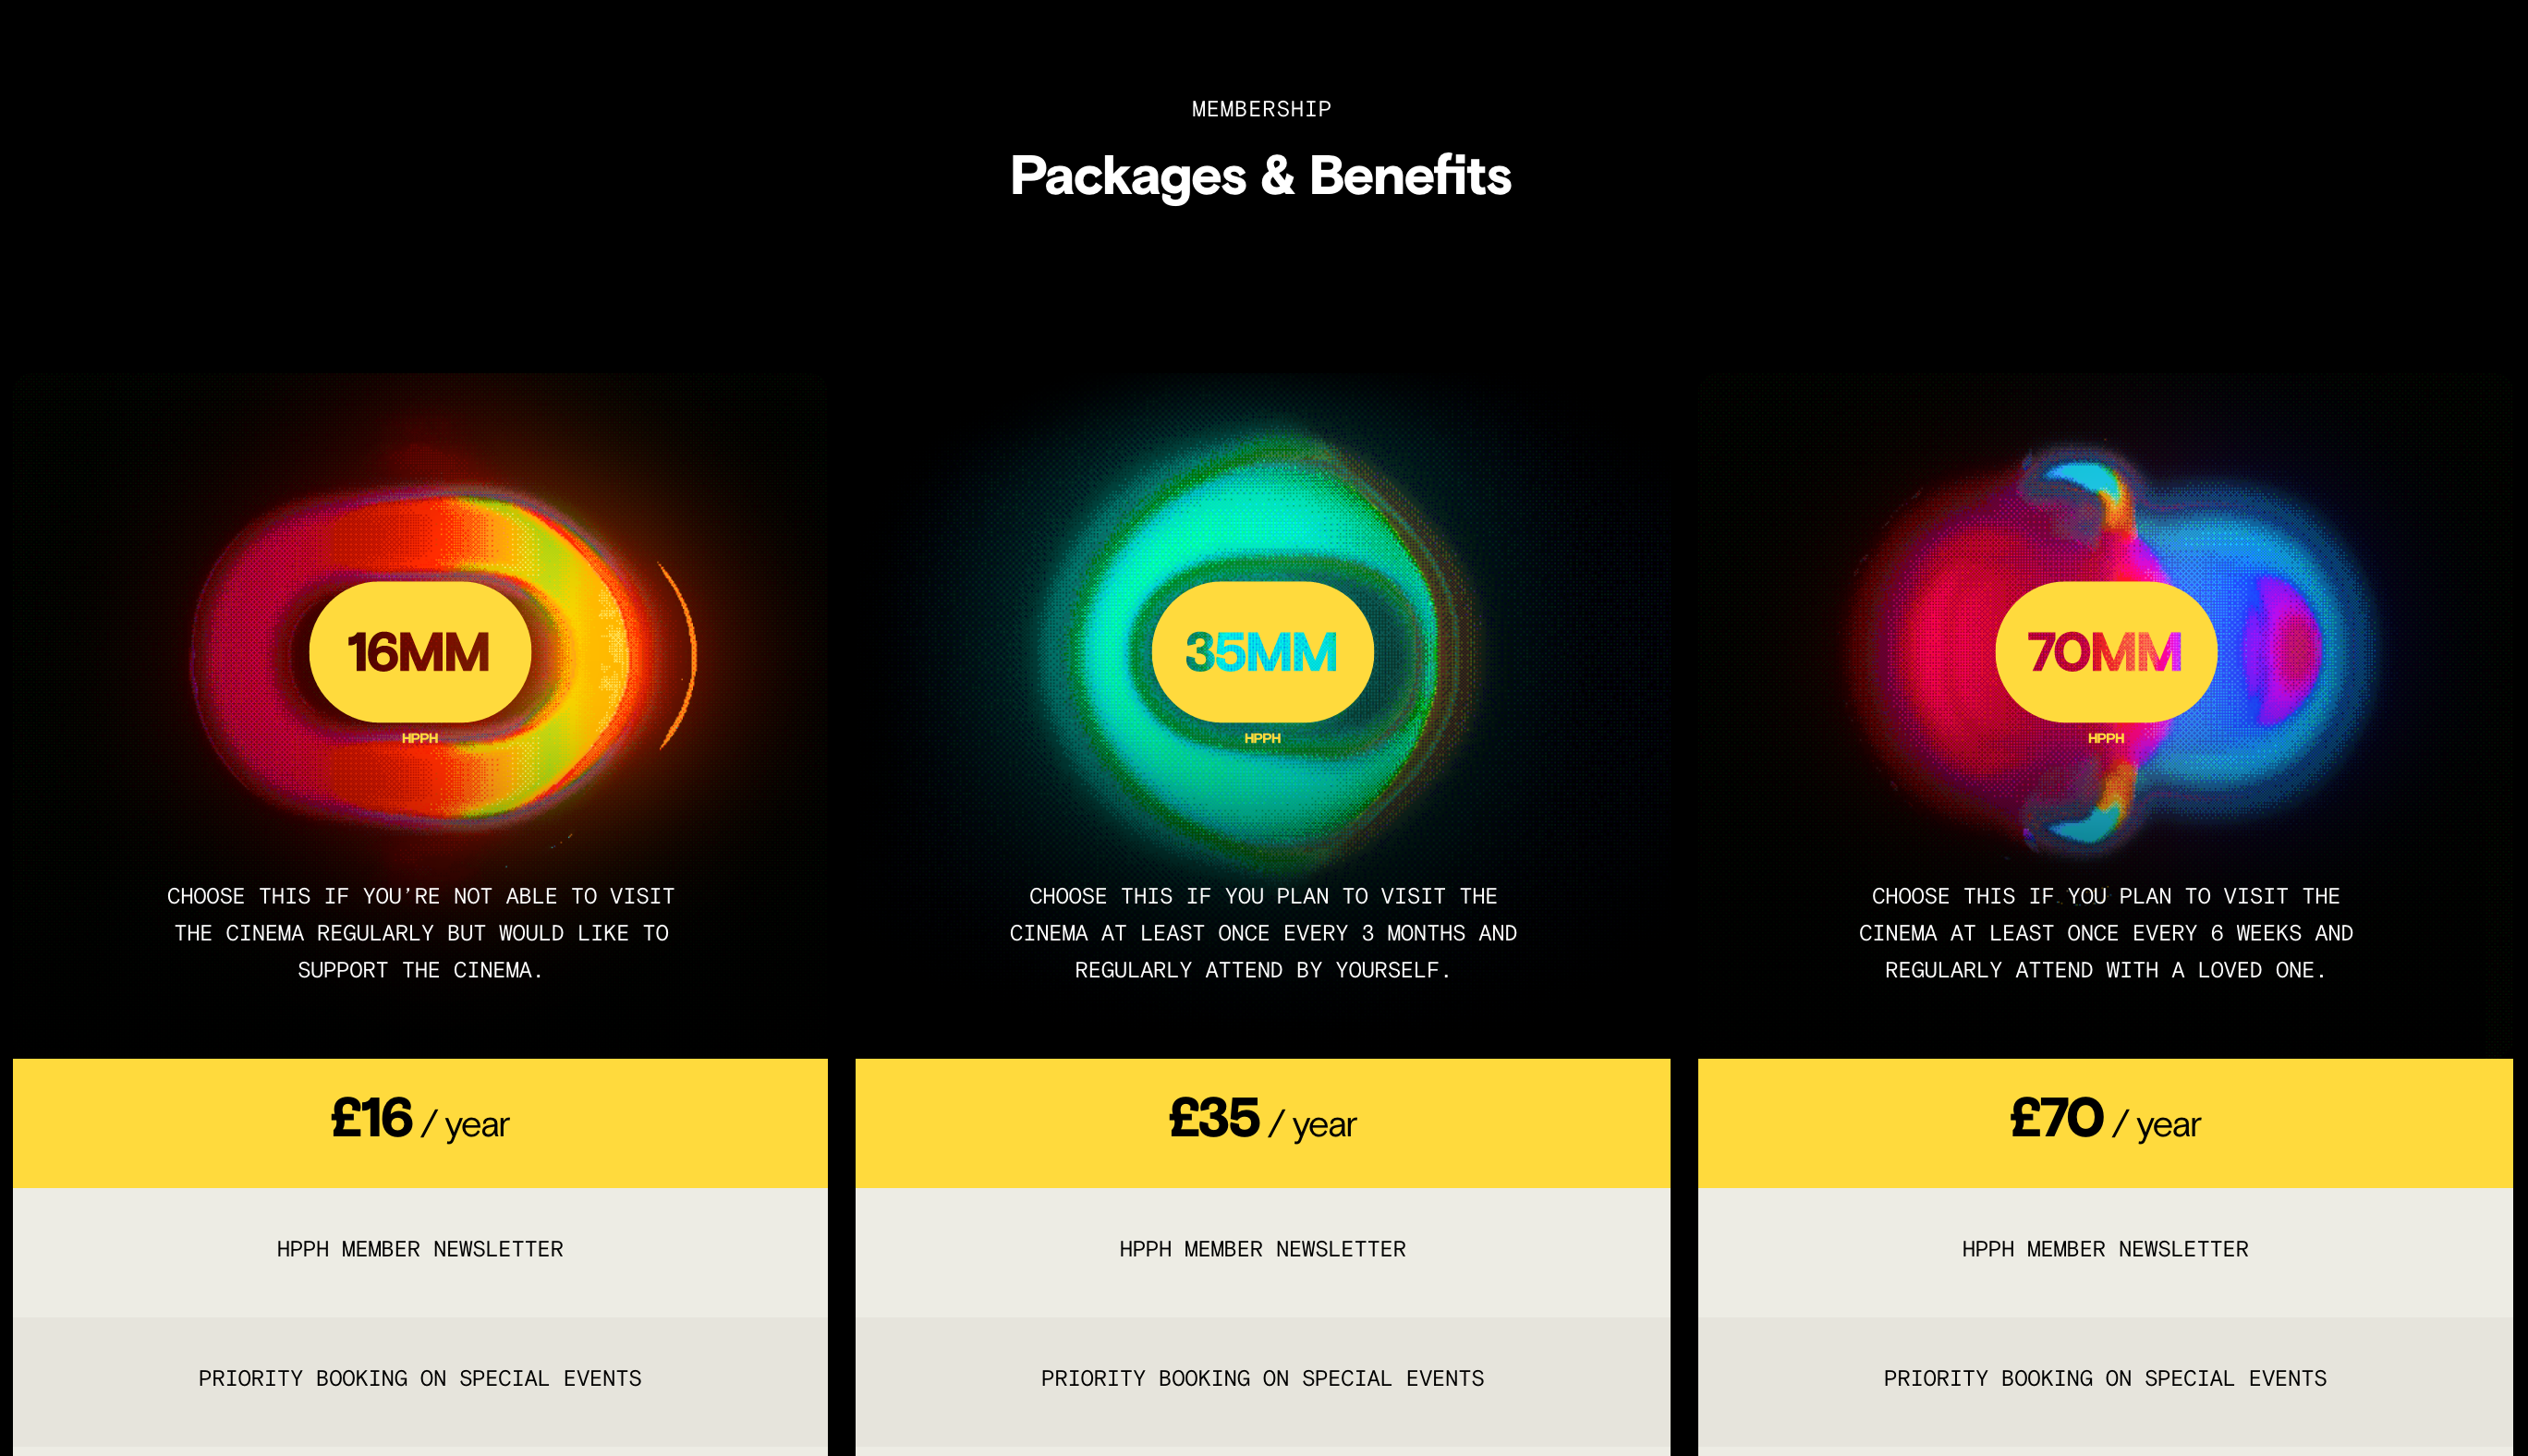 MEMBERSHIP
Packages & Benefits
16MM
HPPH
CHOOSE THIS IF YOU’RE NOT ABLE TO VISIT
THE CINEMA REGULARLY BUT WOULD LIKE TO
SUPPORT THE CINEMA.
£16 / year
HPPH MEMBER NEWSLETTER
PRIORITY BOOKING ON SPECIAL EVENTS
35MM
HPPH
CHOOSE THIS IF YOU PLAN TO VISIT THE
CINEMA AT LEAST ONCE EVERY 3 MONTHS AND
REGULARLY ATTEND BY YOURSELF.
£35 / year
HPPH MEMBER NEWSLETTER
PRIORITY BOOKING ON SPECIAL EVENTS
70MM
HPPH
CHOOSE THIS IF YOU PLAN TO VISIT THE
CINEMA AT LEAST ONCE EVERY 6 WEEKS AND
REGULARLY ATTEND WITH A LOVED ONE.
£70 / year
HPPH MEMBER NEWSLETTER
PRIORITY BOOKING ON SPECIAL EVENTS